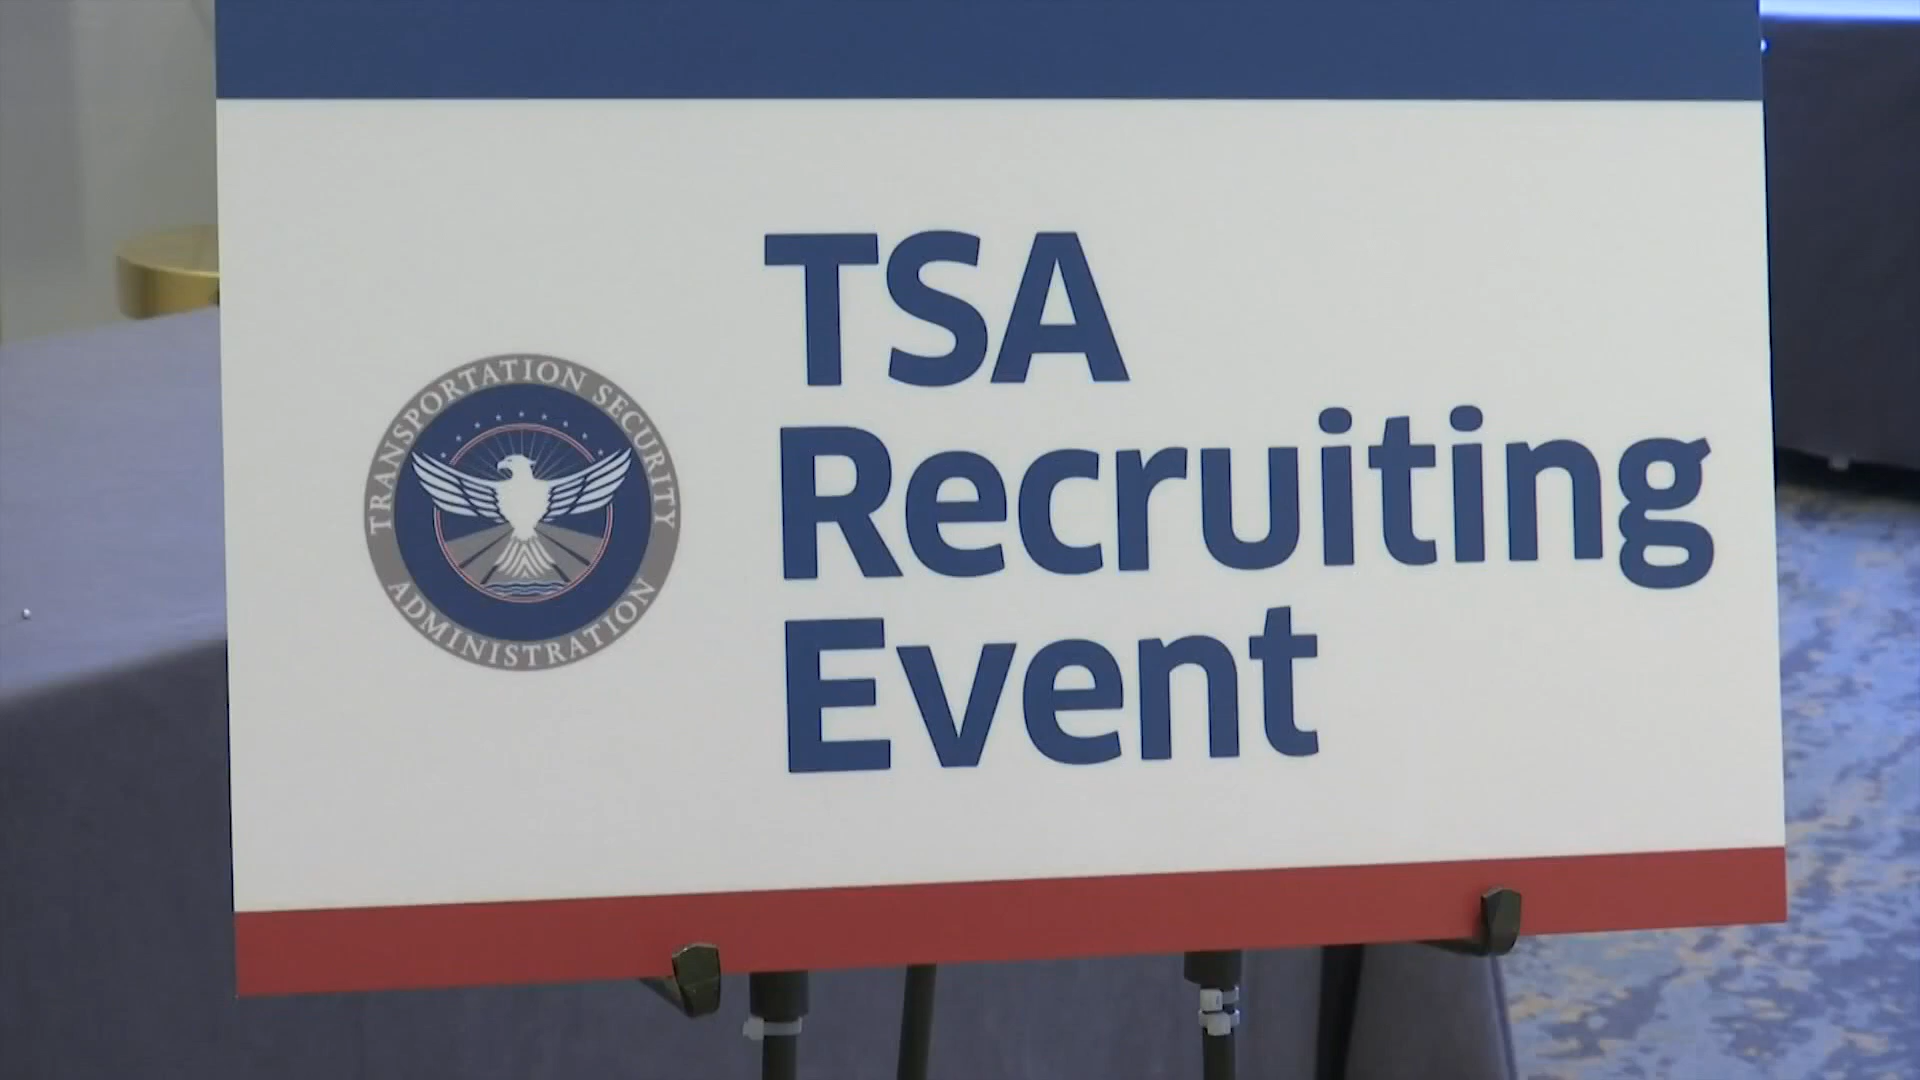 TRANSPORTATION SECURITY
ADMINISTRATION
TSA
Recruiting
Event